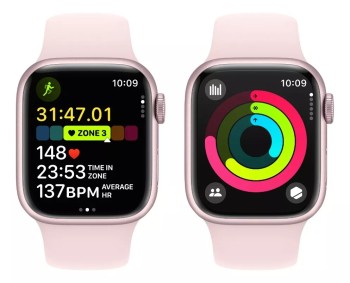 10:09
31:47.01
ZONE 3
148
23:53 TIME IN ZONE
137BPM AVERAGE HR
10:09